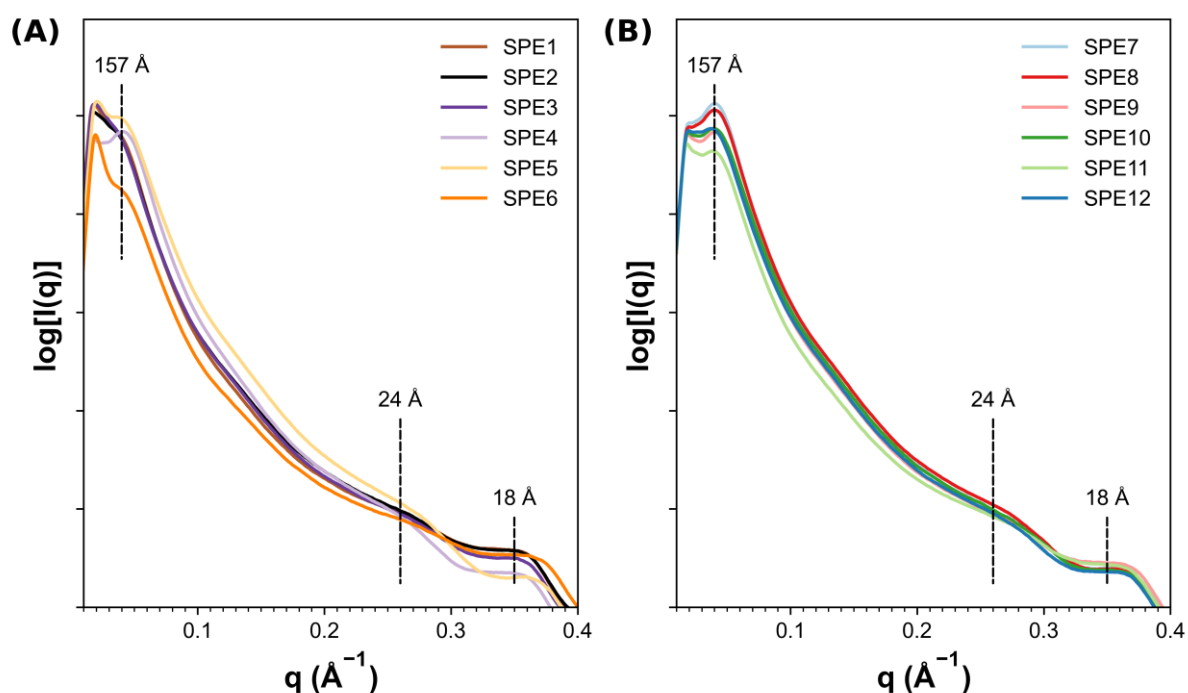 (A)
157 Å
SPE1
SPE2
SPE3
SPE4
SPE5
SPE6
24 Å
18 Å
log[I(q)]
0.1 0.2 0.3 0.4
q (Å⁻¹)
(B)
157 Å
SPE7
SPE8
SPE9
SPE10
SPE11
SPE12
24 Å
18 Å
log[I(q)]
0.1 0.2 0.3 0.4
q (Å⁻¹)